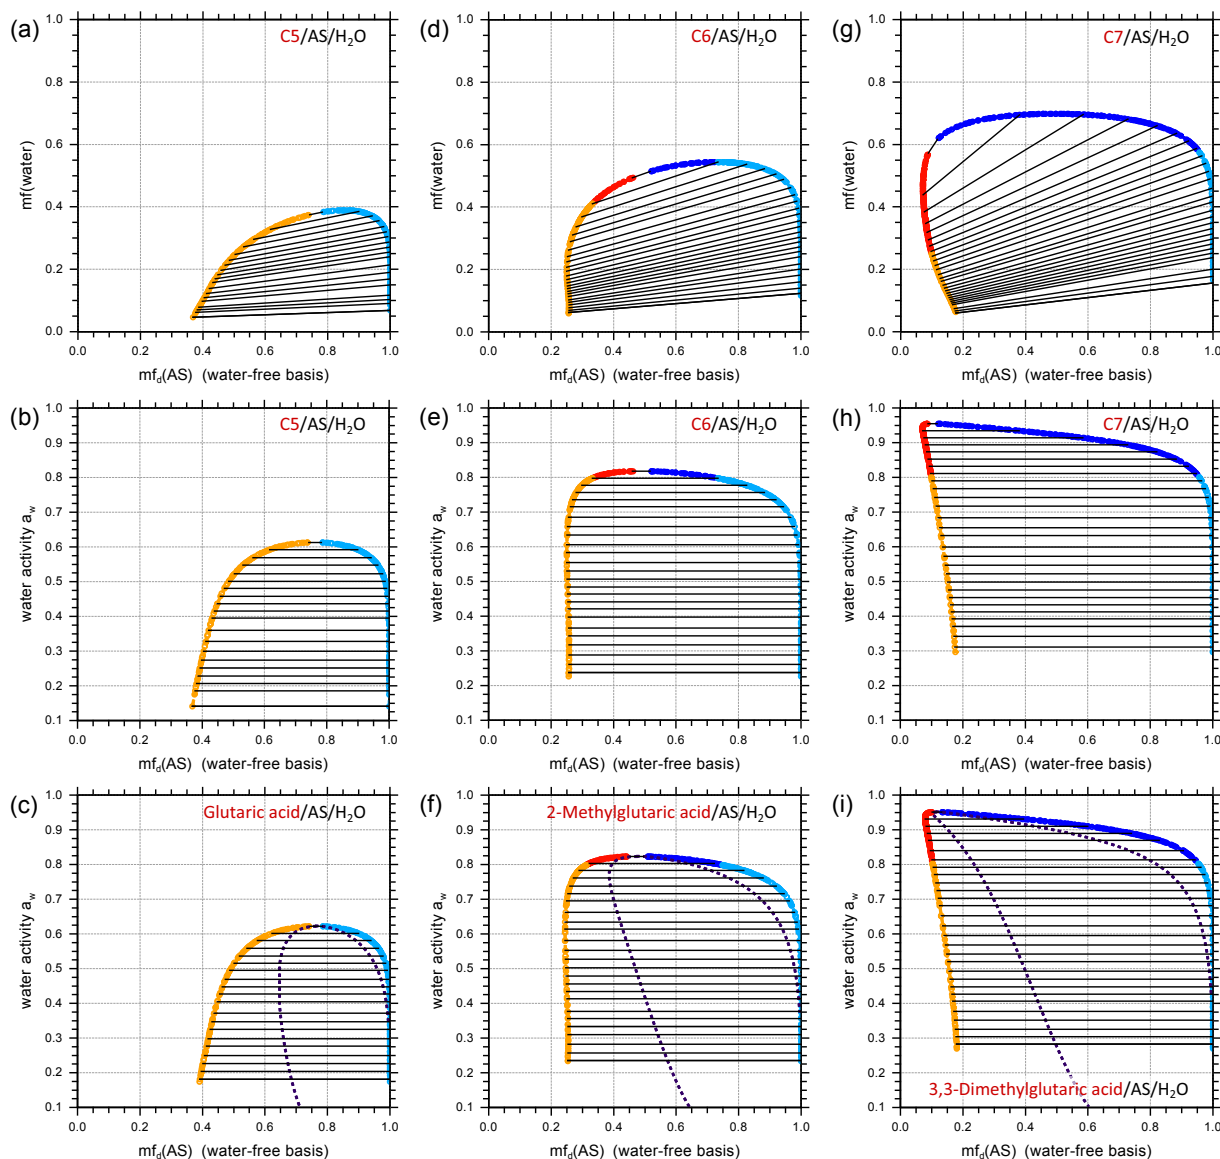 (a)
C5/AS/H₂O
mf(water)
1.0
0.8
0.6
0.4
0.2
0.0
0.0 0.2 0.4 0.6 0.8 1.0
mf_d(AS) (water-free basis)
(d)
C6/AS/H₂O
mf(water)
1.0
0.8
0.6
0.4
0.2
0.0
0.0 0.2 0.4 0.6 0.8 1.0
mf_d(AS) (water-free basis)
(g)
C7/AS/H₂O
mf(water)
1.0
0.8
0.6
0.4
0.2
0.0
0.0 0.2 0.4 0.6 0.8 1.0
mf_d(AS) (water-free basis)
(b)
C5/AS/H₂O
water activity a_w
1.0
0.9
0.8
0.7
0.6
0.5
0.4
0.3
0.2
0.1
0.0 0.2 0.4 0.6 0.8 1.0
mf_d(AS) (water-free basis)
(e)
C6/AS/H₂O
water activity a_w
1.0
0.9
0.8
0.7
0.6
0.5
0.4
0.3
0.2
0.1
0.0 0.2 0.4 0.6 0.8 1.0
mf_d(AS) (water-free basis)
(h)
C7/AS/H₂O
water activity a_w
1.0
0.9
0.8
0.7
0.6
0.5
0.4
0.3
0.2
0.1
0.0 0.2 0.4 0.6 0.8 1.0
mf_d(AS) (water-free basis)
(c)
Glutaric acid/AS/H₂O
water activity a_w
1.0
0.9
0.8
0.7
0.6
0.5
0.4
0.3
0.2
0.1
0.0 0.2 0.4 0.6 0.8 1.0
mf_d(AS) (water-free basis)
(f)
2-Methylglutaric acid/AS/H₂O
water activity a_w
1.0
0.9
0.8
0.7
0.6
0.5
0.4
0.3
0.2
0.1
0.0 0.2 0.4 0.6 0.8 1.0
mf_d(AS) (water-free basis)
(i)
water activity a_w
1.0
0.9
0.8
0.7
0.6
0.5
0.4
0.3
0.2
0.1
3,3-Dimethylglutaric acid/AS/H₂O
0.0 0.2 0.4 0.6 0.8 1.0
mf_d(AS) (water-free basis)